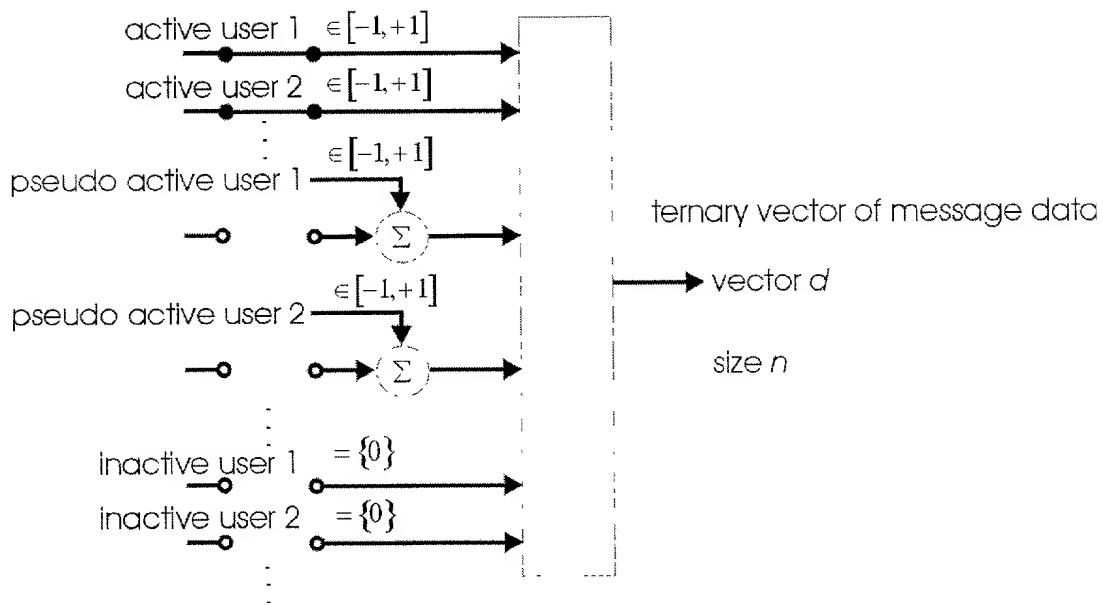 active user 1 ∈[-1,+1]
active user 2 ∈[-1,+1]
∈[-1,+1]
pseudo active user 1
Σ
∈[-1,+1]
pseudo active user 2
Σ
inactive user 1 ={0}
inactive user 2 ={0}
ternary vector of message data
vector d
size n